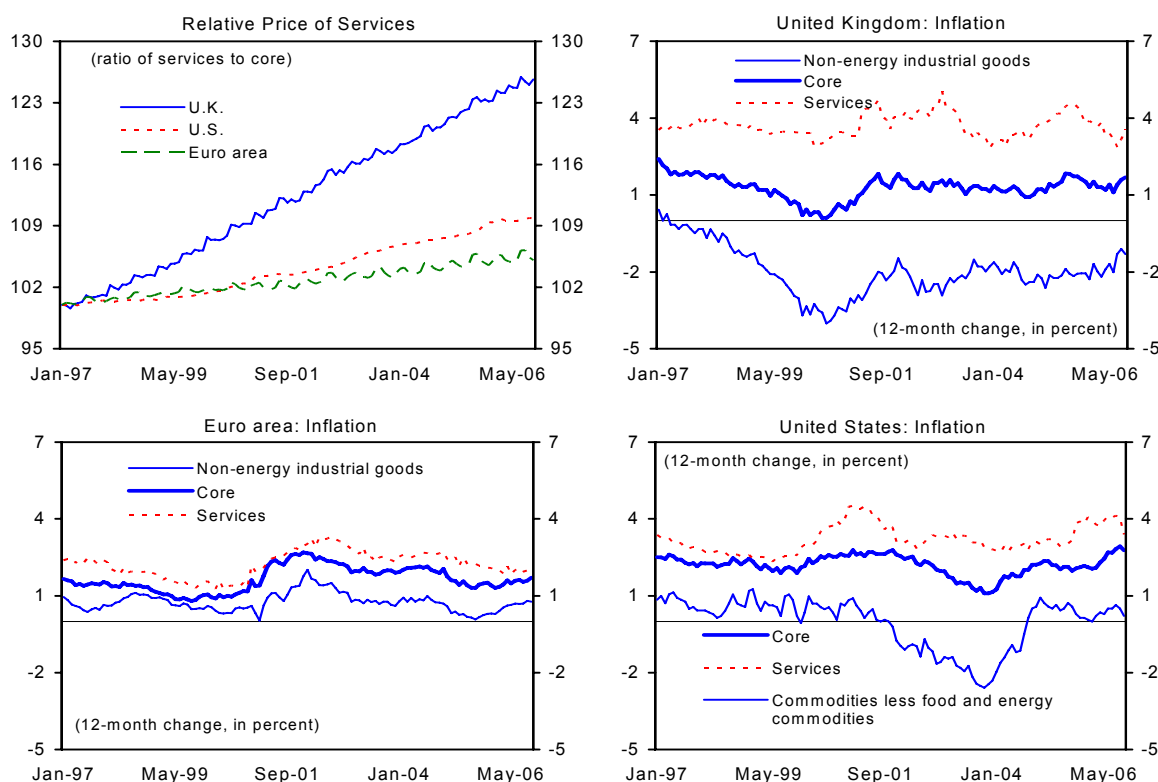 Relative Price of Services
130
130
(ratio of services to core)
123
123
U.K.
U.S.
Euro area
116
116
109
109
102
102
95
95
Jan-97
May-99
Sep-01
Jan-04
May-06
United Kingdom: Inflation
7
7
Non-energy industrial goods
Core
Services
4
4
1
1
-2
-2
(12-month change, in percent)
-5
-5
Jan-97
May-99
Sep-01
Jan-04
May-06
Euro area: Inflation
7
7
Non-energy industrial goods
Core
Services
4
4
1
1
-2
-2
(12-month change, in percent)
-5
-5
Jan-97
May-99
Sep-01
Jan-04
May-06
United States: Inflation
7
7
(12-month change, in percent)
4
4
1
1
Core
Services
-2
-2
Commodities less food and energy
commodities
-5
-5
Jan-97
May-99
Sep-01
Jan-04
May-06